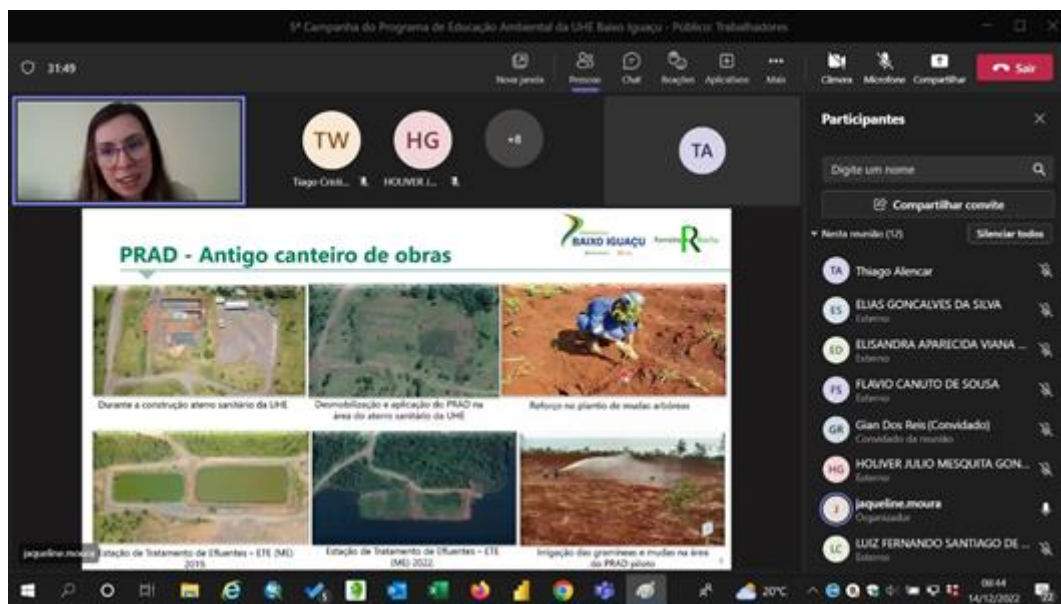 5ª Campanha do Programa de Educação Ambiental da UHE Baixo Iguaçu - Público: Trabalhadores
31:49
Nova janela
Pessoas
Chat
Reações
Aplicativos
Mais
Câmera
Microfone
Compartilhar
Sair
TW
HG
+8
TA
Tiago Cristi...
HOLIVER J...
Participantes
Digite um nome
Compartilhar convite
Nesta reunião (12)
Silenciar todos
TA Thiago Alencar
ES ELIAS GONCALVES DA SILVA
Externo
ED ELISANDRA APARECIDA VIANA ...
Externo
FS FLAVIO CANUTO DE SOUSA
Externo
GR Gian Dos Reis (Convidado)
Convidado da reunião
HG HOLIVER JULIO MESQUITA GON...
Externo
J jaqueline.moura
Organizador
LC LUIZ FERNANDO SANTIAGO DE ...
Externo
PRAD - Antigo canteiro de obras
BAIXO IGUAÇU
R
Durante a construção aterro sanitário da UHE
Desmobilização e aplicação do PRAD na
área do aterro sanitário da UHE
Reforço no plantio de mudas arbóreas
Estação de Tratamento de Efluentes – ETE (ME)
2019.
Estação de Tratamento de Efluentes – ETE
(ME) 2022.
Irrigação das gramíneas e mudas na área
do PRAD piloto
jaqueline.moura
20°C
08:44
14/12/2022